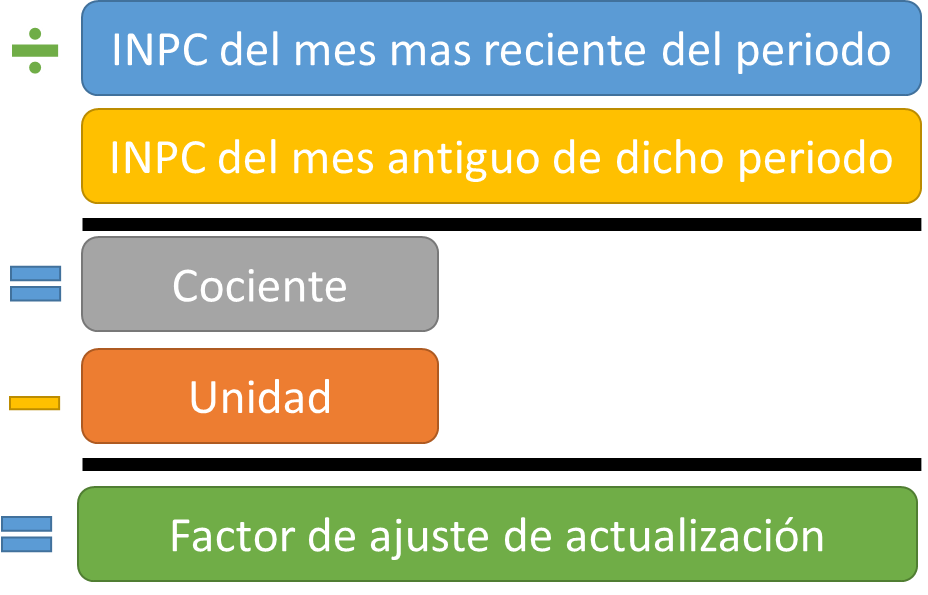 INPC del mes mas reciente del periodo
INPC del mes antiguo de dicho periodo
Cociente
Unidad
Factor de ajuste de actualización